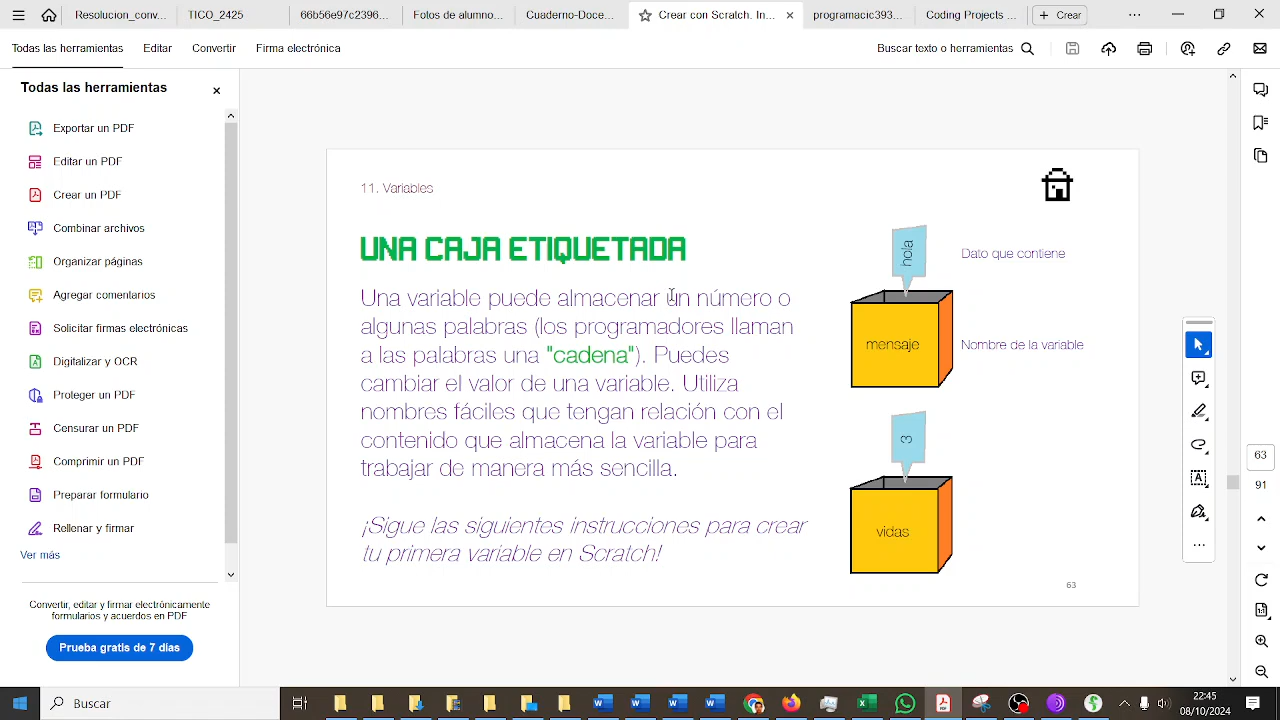 Resolución_conv...
TICO_2425
66b56e97c2396...
Fotos de alumno...
Cuaderno-Doce...
Crear con Scratch. In...
programacic393...
Coding Projects ...
+ Crear
Todas las herramientas
Editar
Convertir
Firma electrónica
Buscar texto o herramientas
Todas las herramientas
Exportar un PDF
Editar un PDF
Crear un PDF
Combinar archivos
Organizar páginas
Agregar comentarios
Solicitar firmas electrónicas
Digitalizar y OCR
Proteger un PDF
Censurar un PDF
Comprimir un PDF
Preparar formulario
Rellenar y firmar
Ver más
Convertir, editar y firmar electrónicamente
formularios y acuerdos en PDF
Prueba gratis de 7 días
11. Variables
UNA CAJA ETIQUETADA
Una variable puede almacenar un número o
algunas palabras (los programadores llaman
a las palabras una "cadena"). Puedes
cambiar el valor de una variable. Utiliza
nombres fáciles que tengan relación con el
contenido que almacena la variable para
trabajar de manera más sencilla.
¡Sigue las siguientes instrucciones para crear
tu primera variable en Scratch!
hola
Dato que contiene
mensaje
Nombre de la variable
3
vidas
63
63
91
Buscar
22:45
08/10/2024